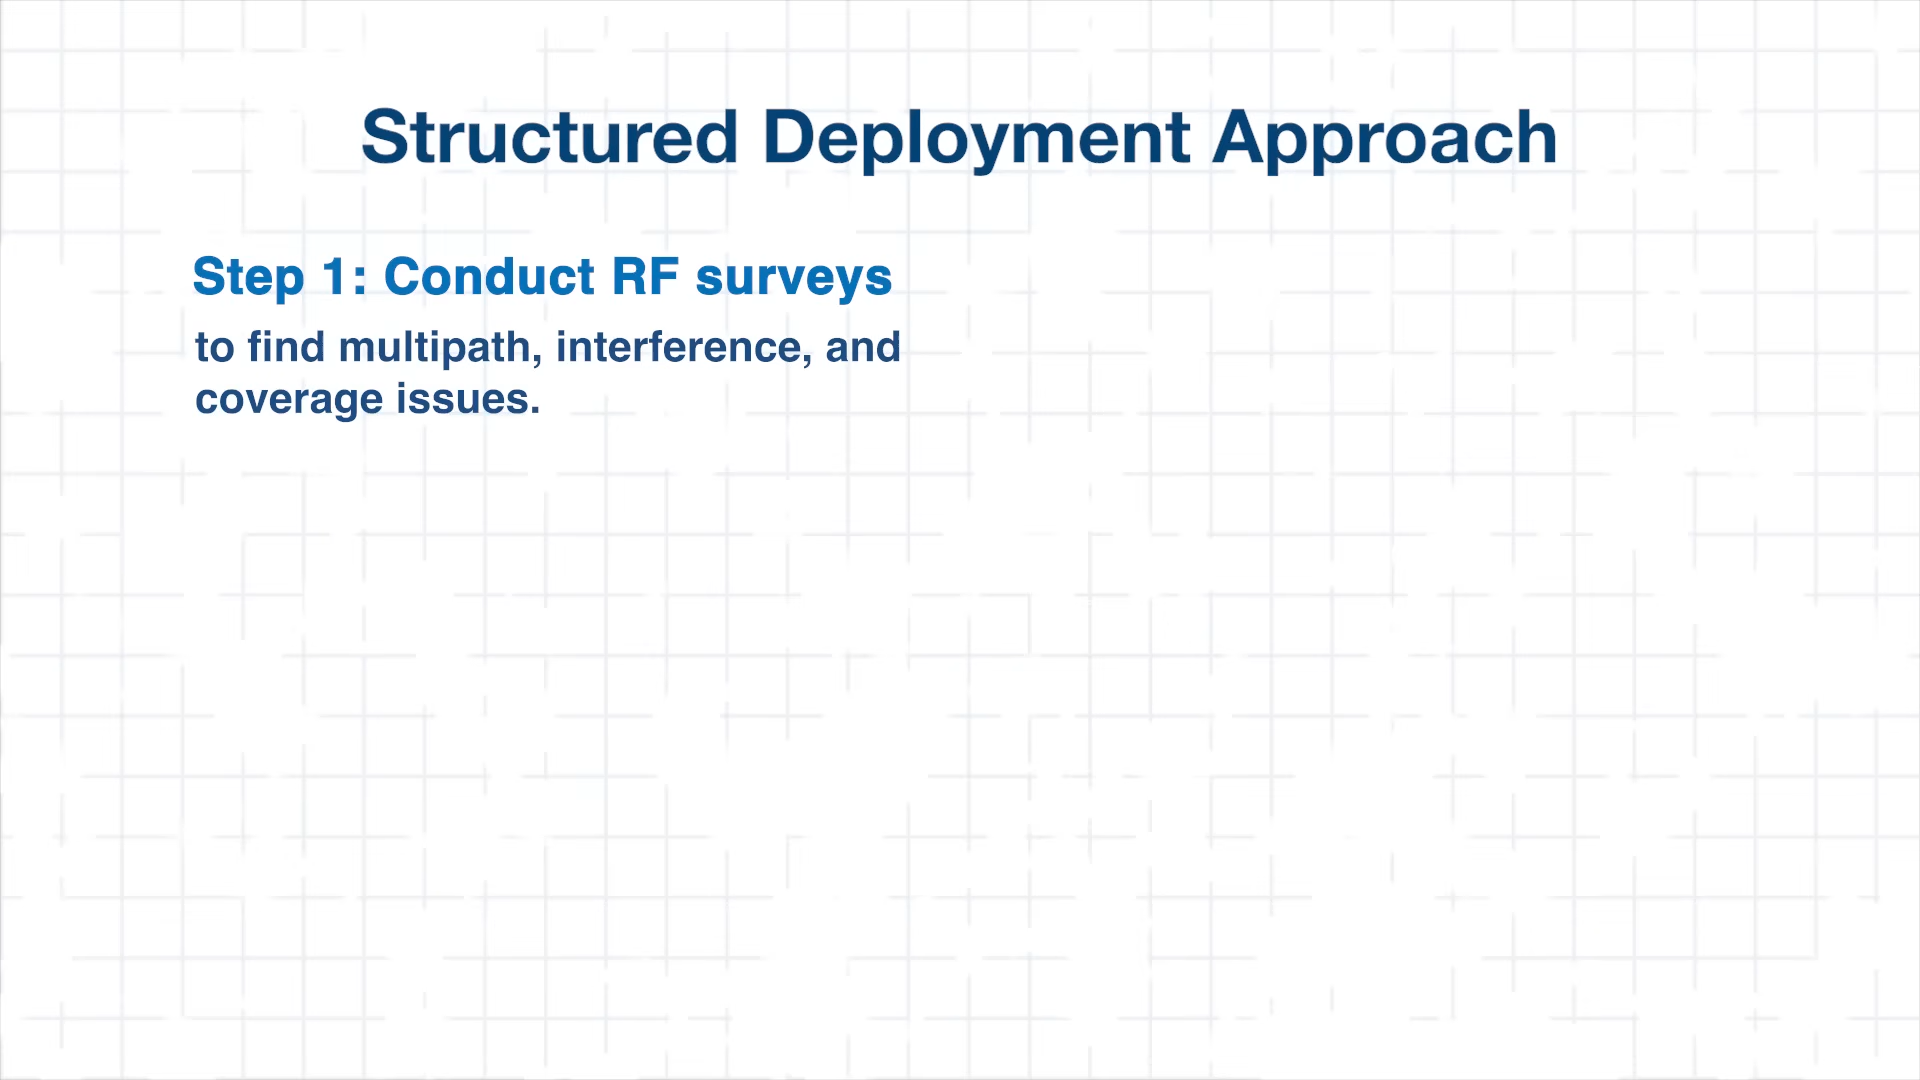 Structured Deployment Approach
Step 1: Conduct RF surveys
to find multipath, interference, and
coverage issues.